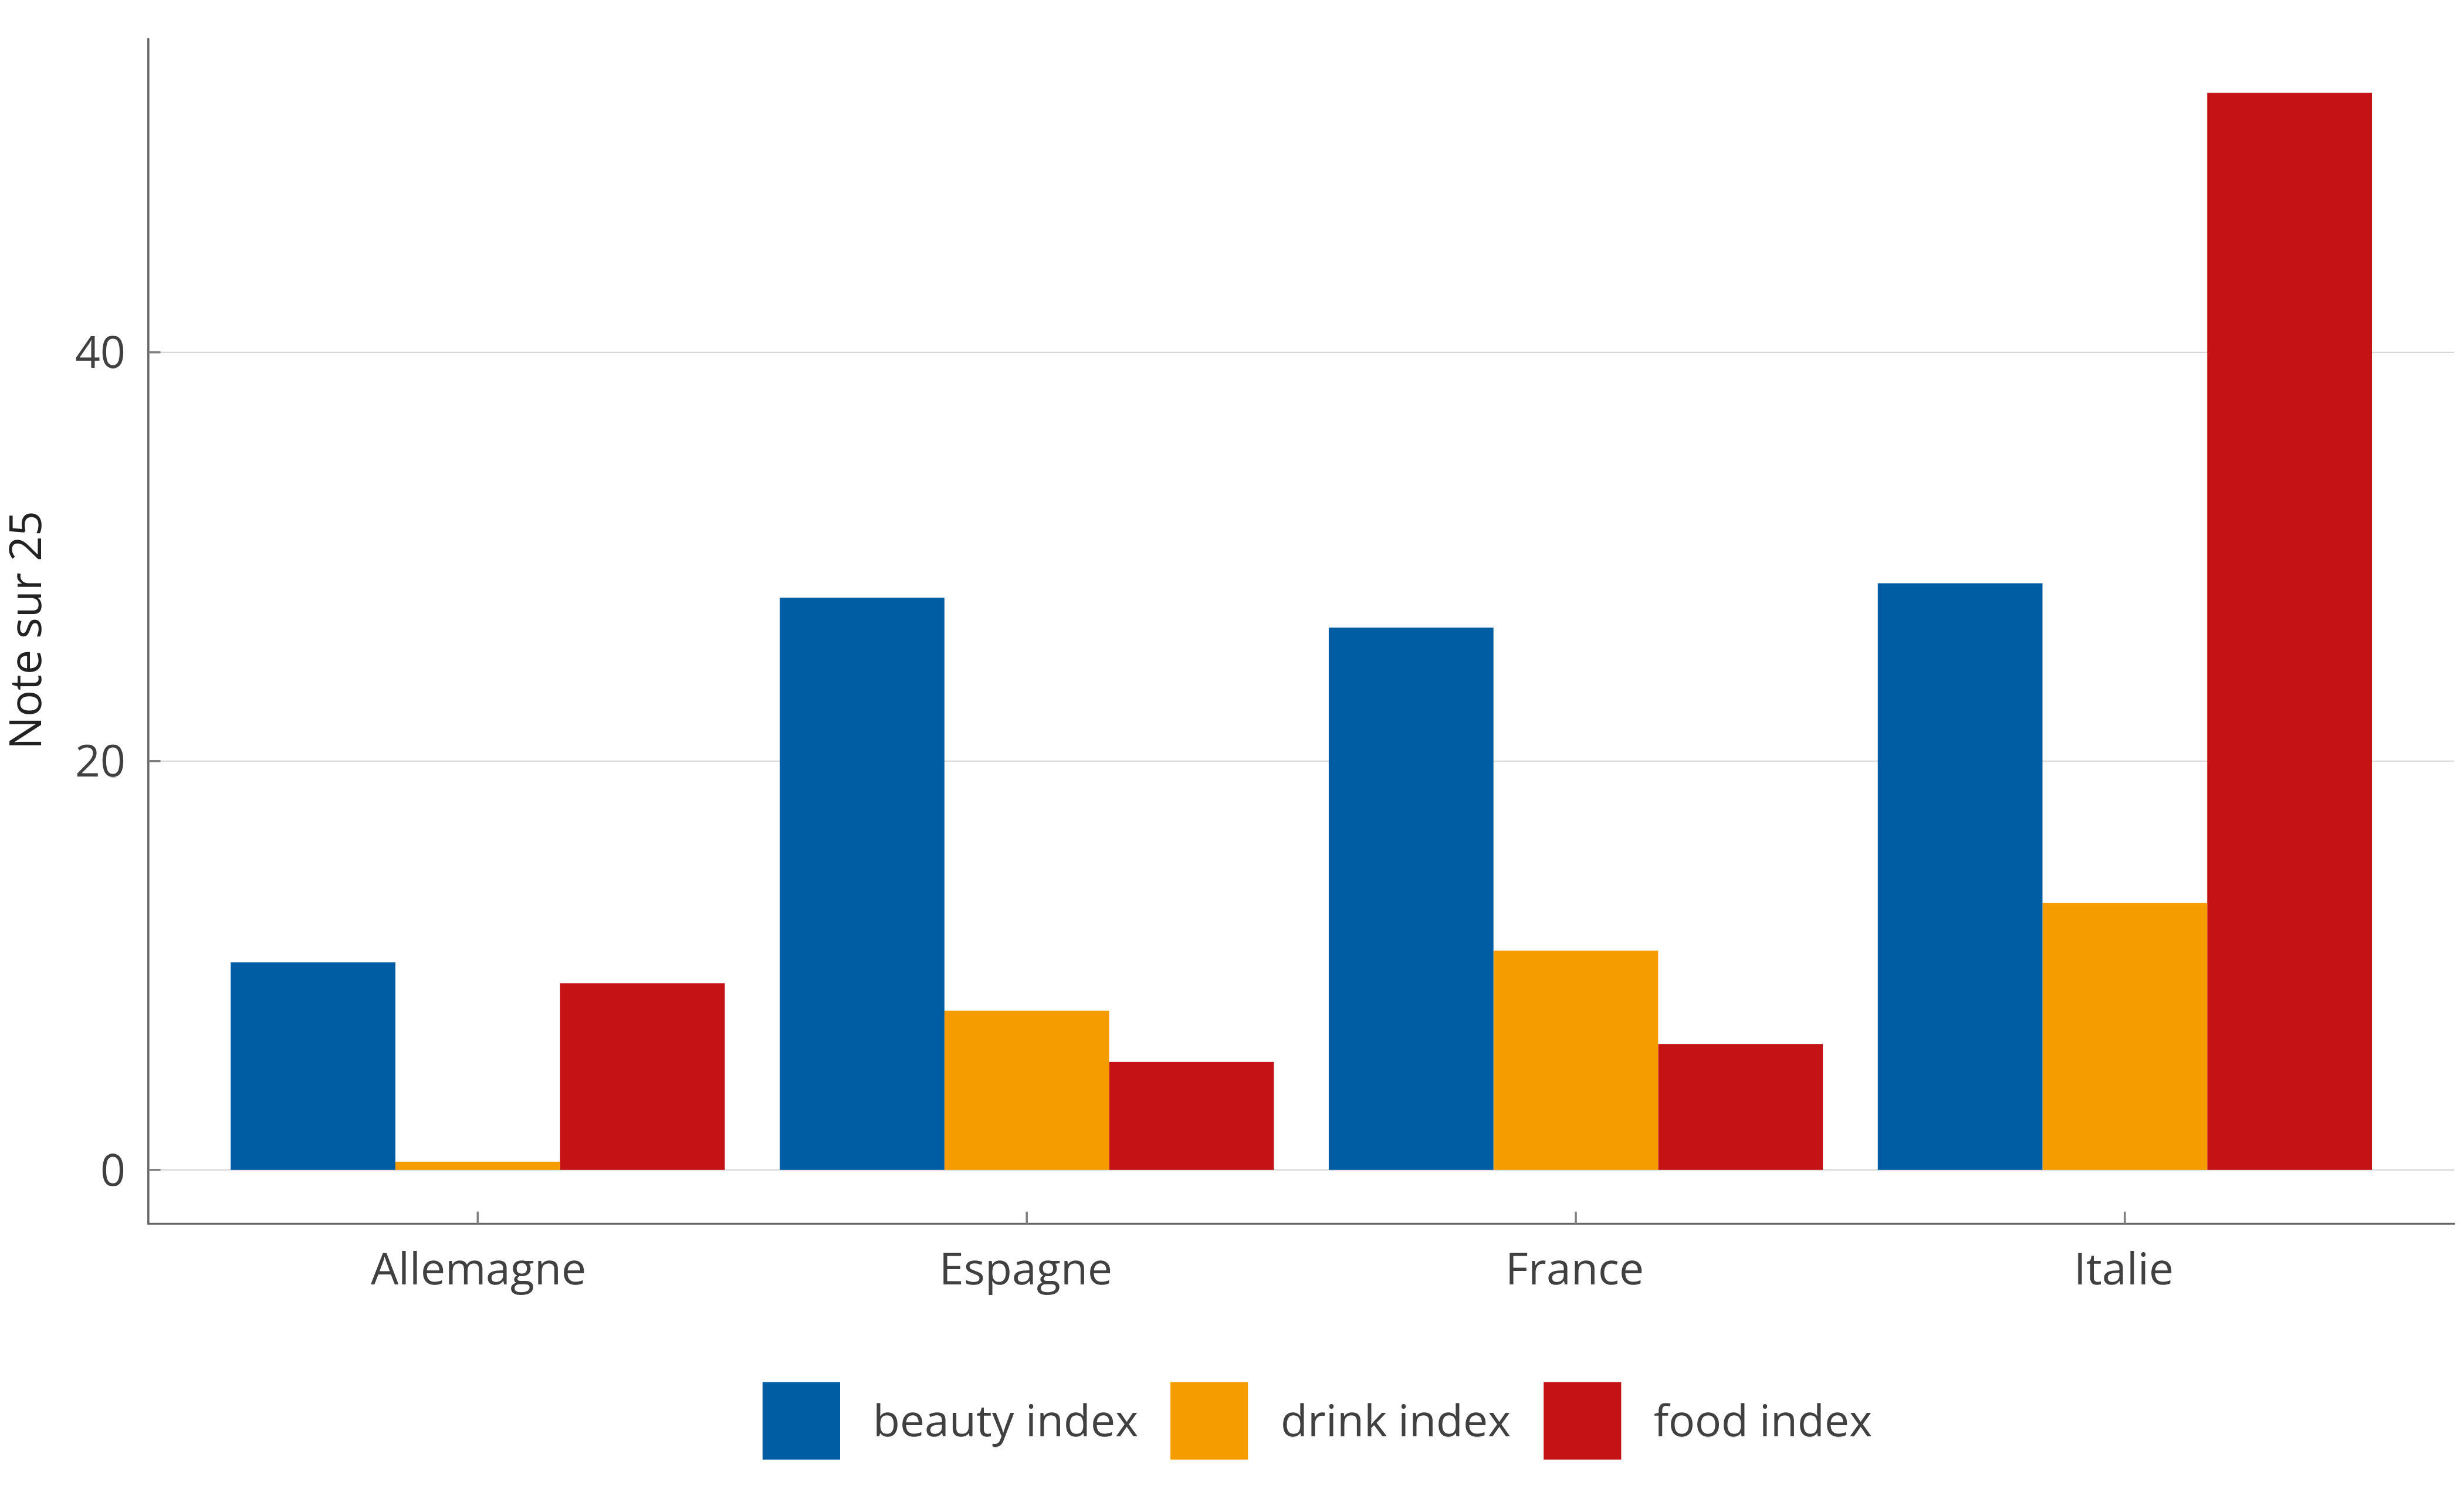 Note sur 25
40
20
0
Allemagne Espagne France Italie
beauty index drink index food index